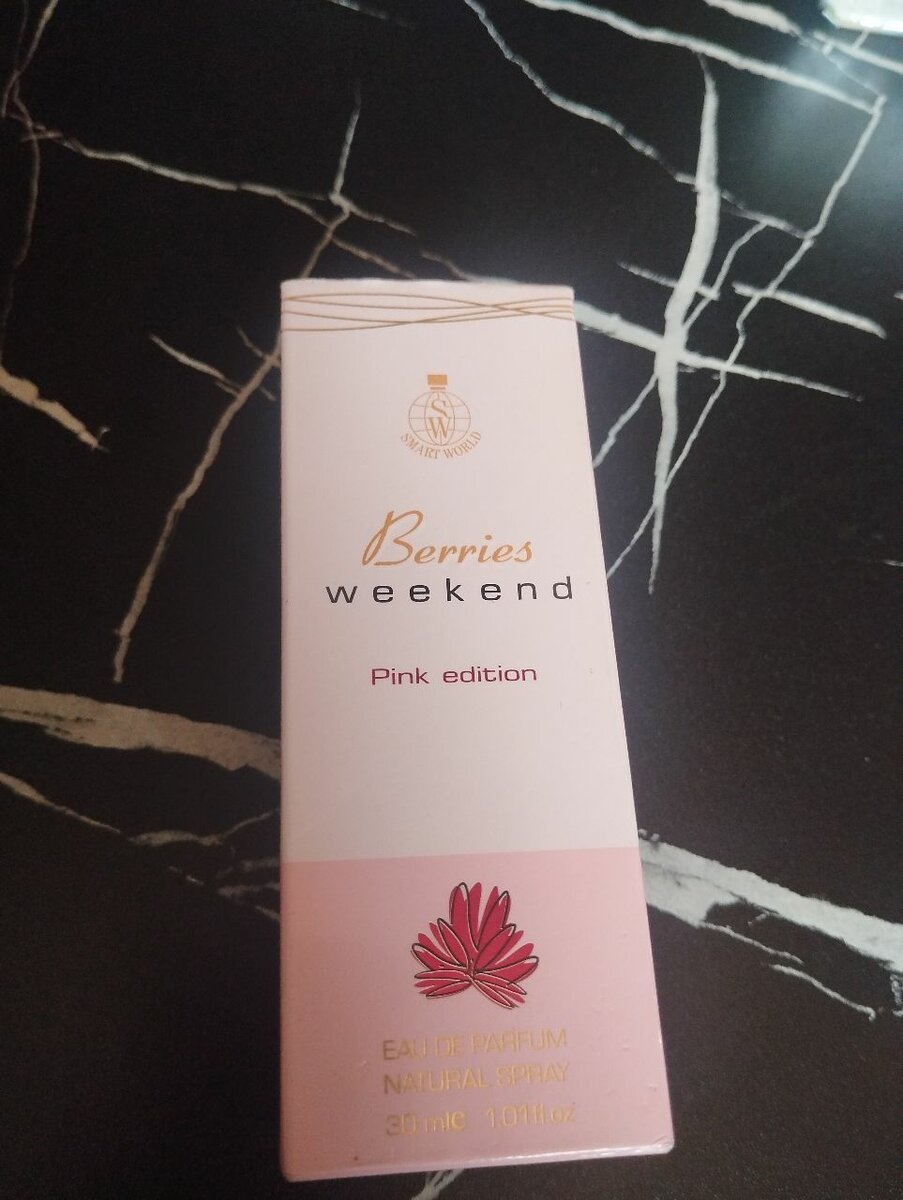 SW
SMART WORLD
Berries
weekend
Pink edition
EAU DE PARFUM
NATURAL SPRAY
30 ml℮ 1.01fl.oz